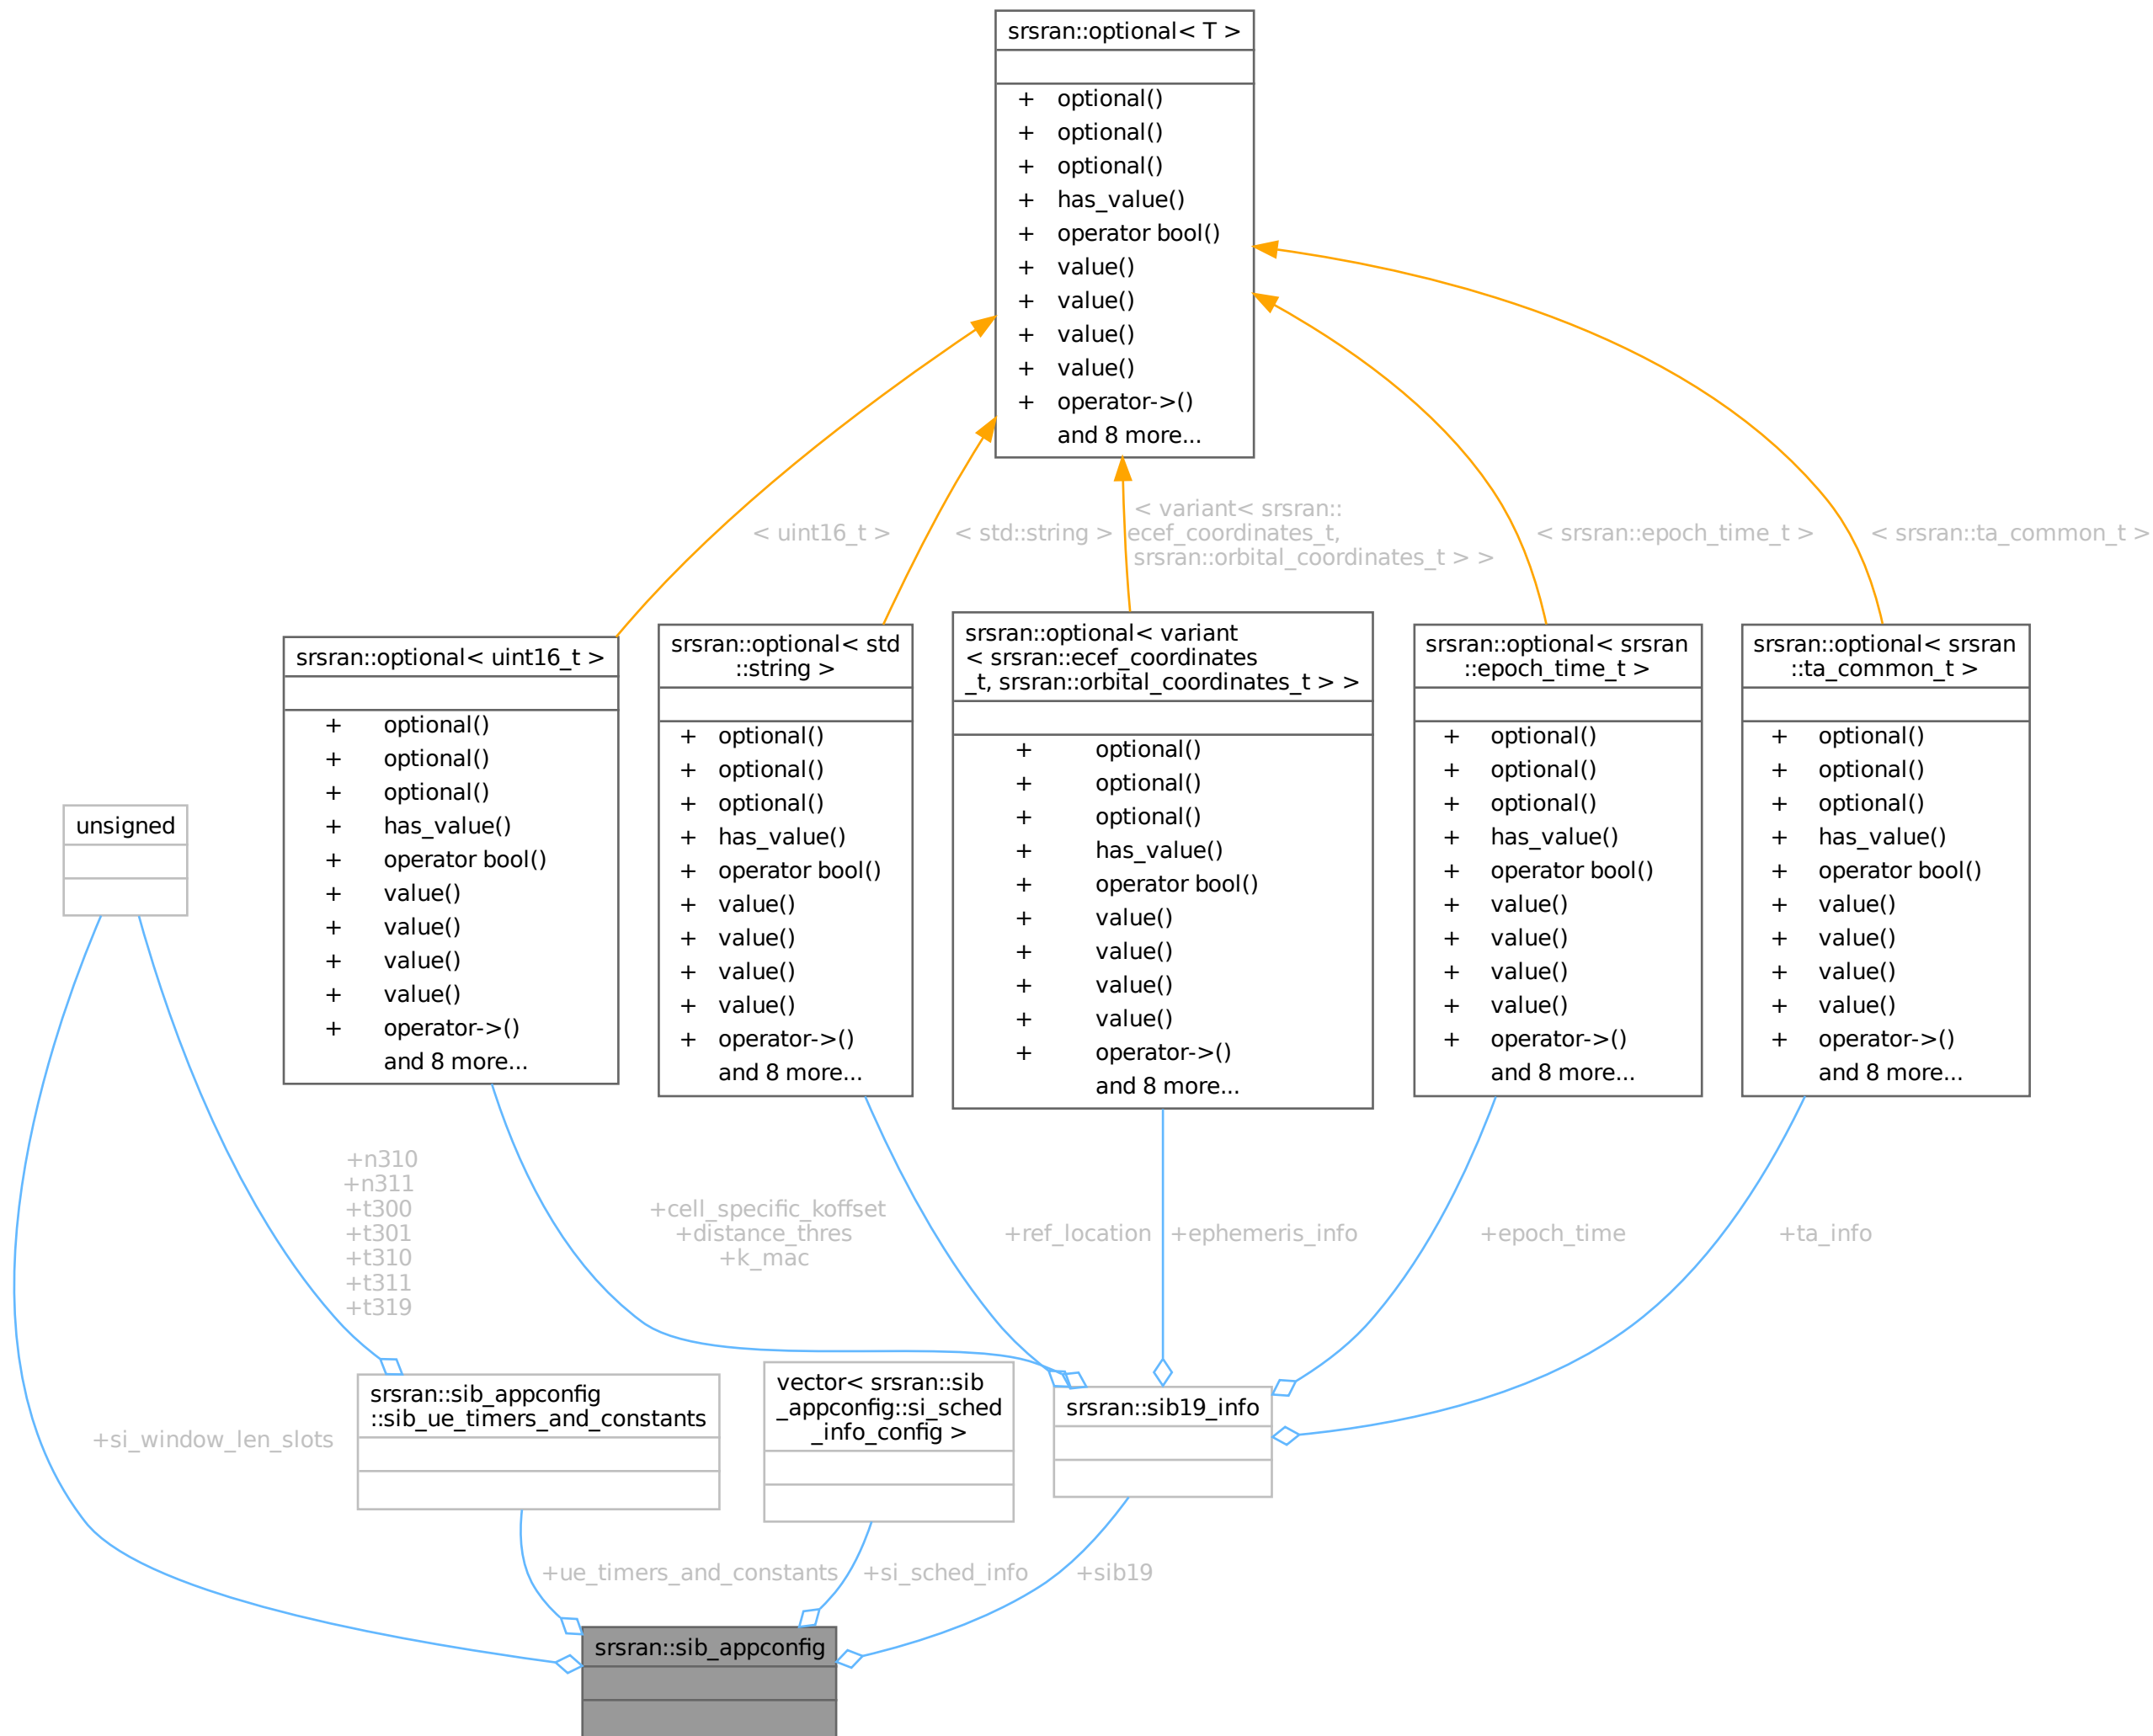 srsran::optional< T >
+ optional()
+ optional()
+ optional()
+ has_value()
+ operator bool()
+ value()
+ value()
+ value()
+ value()
+ operator->()
and 8 more...
< uint16_t >
< std::string >
< variant< srsran::
ecef_coordinates_t,
srsran::orbital_coordinates_t > >
< srsran::epoch_time_t >
< srsran::ta_common_t >
srsran::optional< uint16_t >
+ optional()
+ optional()
+ optional()
+ has_value()
+ operator bool()
+ value()
+ value()
+ value()
+ value()
+ operator->()
and 8 more...
srsran::optional< std
::string >
+ optional()
+ optional()
+ optional()
+ has_value()
+ operator bool()
+ value()
+ value()
+ value()
+ value()
+ operator->()
and 8 more...
srsran::optional< variant
< srsran::ecef_coordinates
_t, srsran::orbital_coordinates_t > >
+ optional()
+ optional()
+ optional()
+ has_value()
+ operator bool()
+ value()
+ value()
+ value()
+ value()
+ operator->()
and 8 more...
srsran::optional< srsran
::epoch_time_t >
+ optional()
+ optional()
+ optional()
+ has_value()
+ operator bool()
+ value()
+ value()
+ value()
+ value()
+ operator->()
and 8 more...
srsran::optional< srsran
::ta_common_t >
+ optional()
+ optional()
+ optional()
+ has_value()
+ operator bool()
+ value()
+ value()
+ value()
+ value()
+ operator->()
and 8 more...
unsigned
+n310
+n311
+t300
+t301
+t310
+t311
+t319
+cell_specific_koffset
+distance_thres
+k_mac
+ref_location
+ephemeris_info
+epoch_time
+ta_info
+si_window_len_slots
srsran::sib_appconfig
::sib_ue_timers_and_constants
vector< srsran::sib
_appconfig::si_sched
_info_config >
srsran::sib19_info
+ue_timers_and_constants
+si_sched_info
+sib19
srsran::sib_appconfig